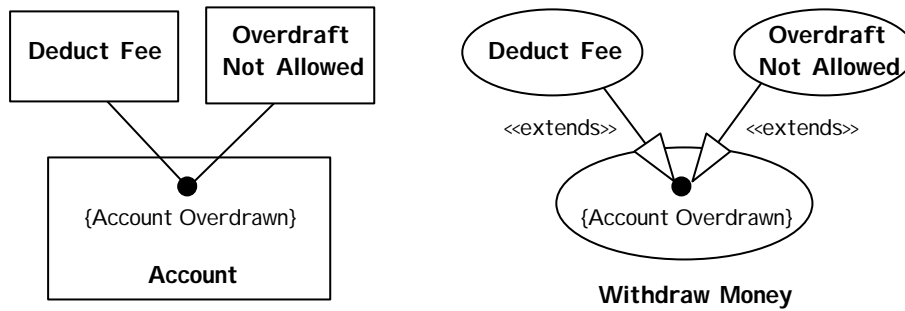 Deduct Fee
Overdraft
Not Allowed
{Account Overdrawn}
Account
Deduct Fee
Overdraft
Not Allowed
<<extends>>
<<extends>>
{Account Overdrawn}
Withdraw Money